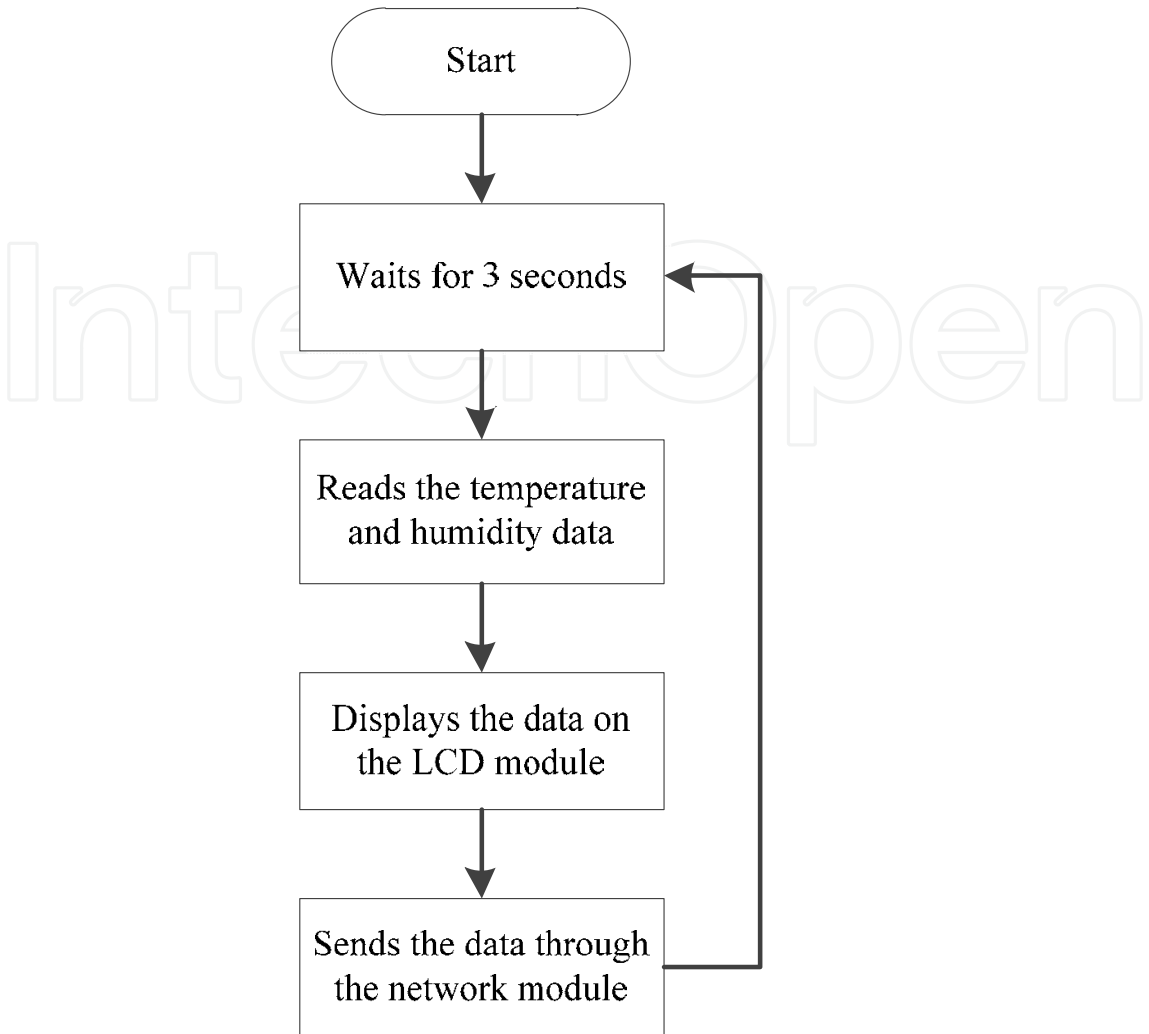 Start
Waits for 3 seconds
Reads the temperature
and humidity data
Displays the data on
the LCD module
Sends the data through
the network module
IntechOpen